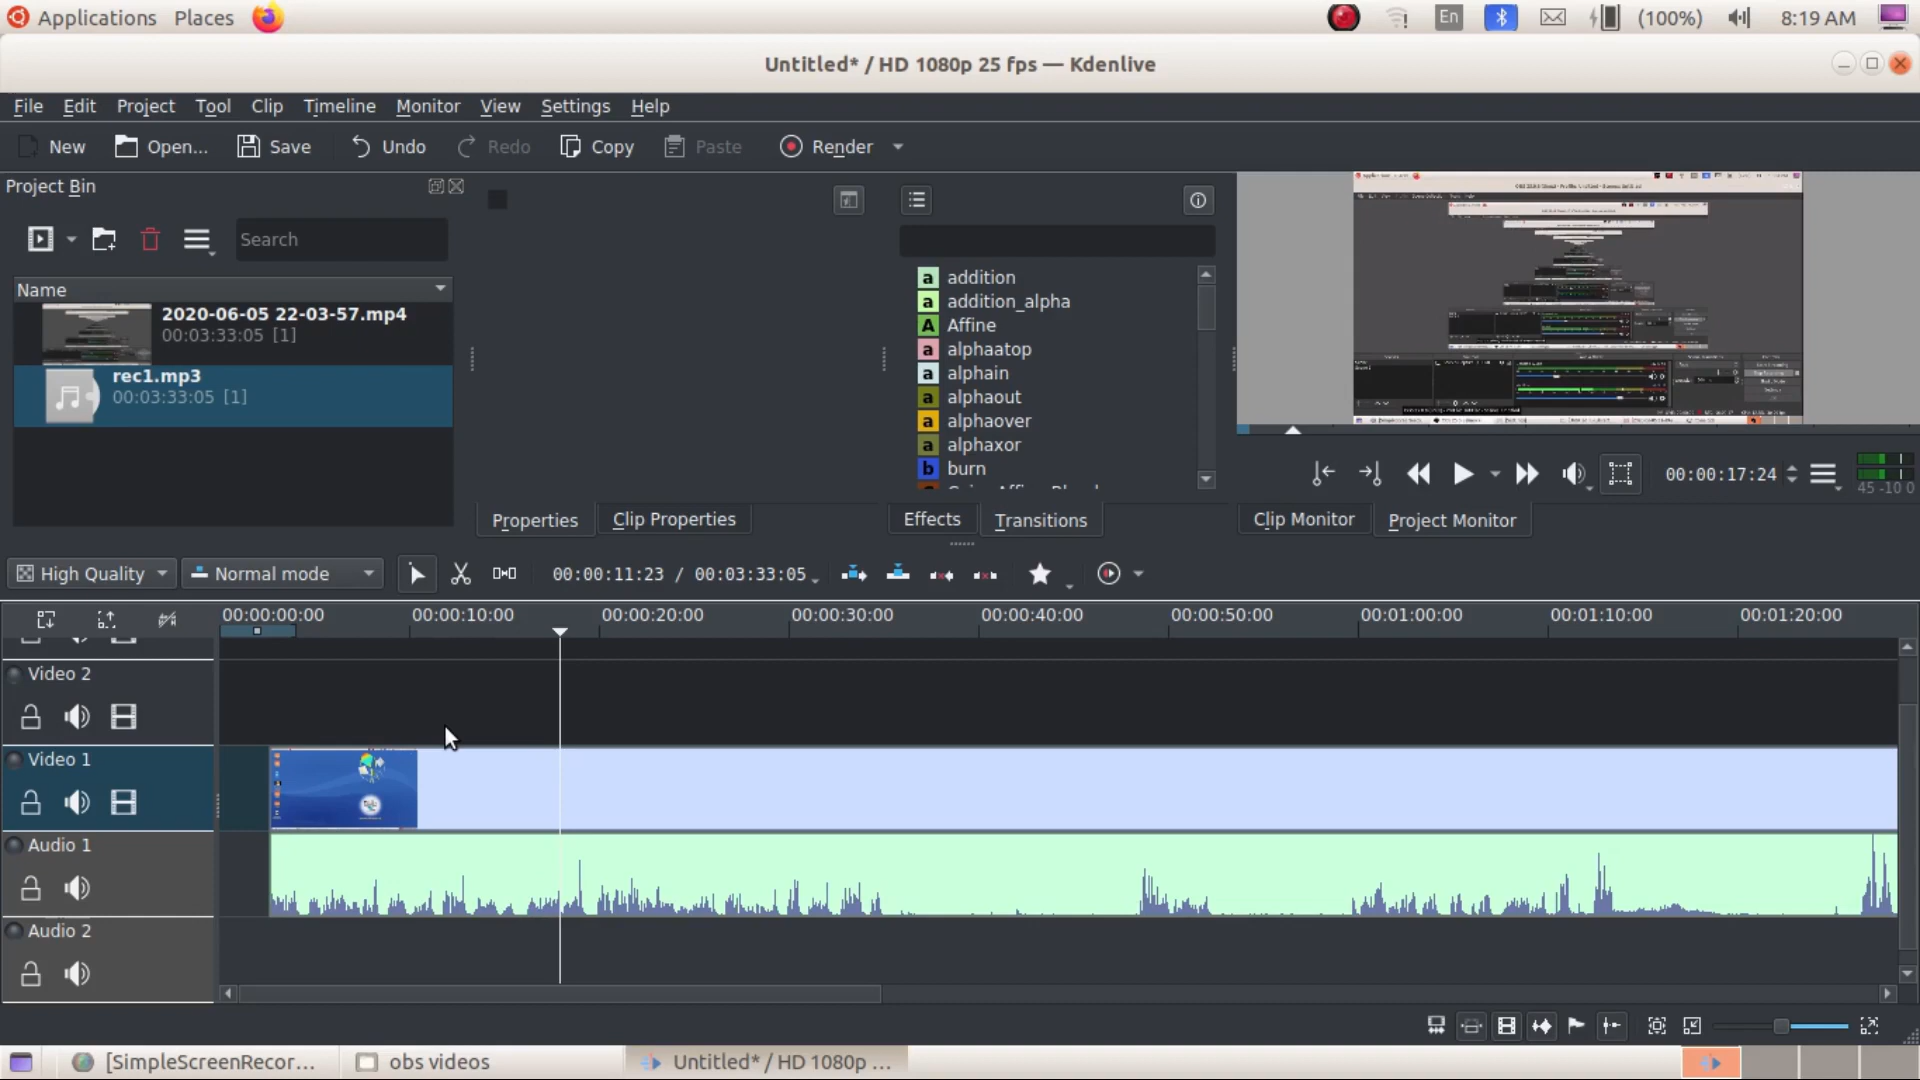 Applications Places En (100%) 8:19 AM
Untitled* / HD 1080p 25 fps — Kdenlive
File Edit Project Tool Clip Timeline Monitor View Settings Help
New Open... Save Undo Redo Copy Paste Render
Project Bin
Search
Name
2020-06-05 22-03-57.mp4
00:03:33:05 [1]
rec1.mp3
00:03:33:05 [1]
a addition
a addition_alpha
A Affine
a alphaatop
a alphain
a alphaout
a alphaover
a alphaxor
b burn
00:00:17:24
45 -10 0
Properties Clip Properties Effects Transitions Clip Monitor Project Monitor
High Quality Normal mode 00:00:11:23 / 00:03:33:05
00:00:00:00 00:00:10:00 00:00:20:00 00:00:30:00 00:00:40:00 00:00:50:00 00:01:00:00 00:01:10:00 00:01:20:00
Video 2
Video 1
Audio 1
Audio 2
[SimpleScreenRecor... obs videos Untitled* / HD 1080p ...